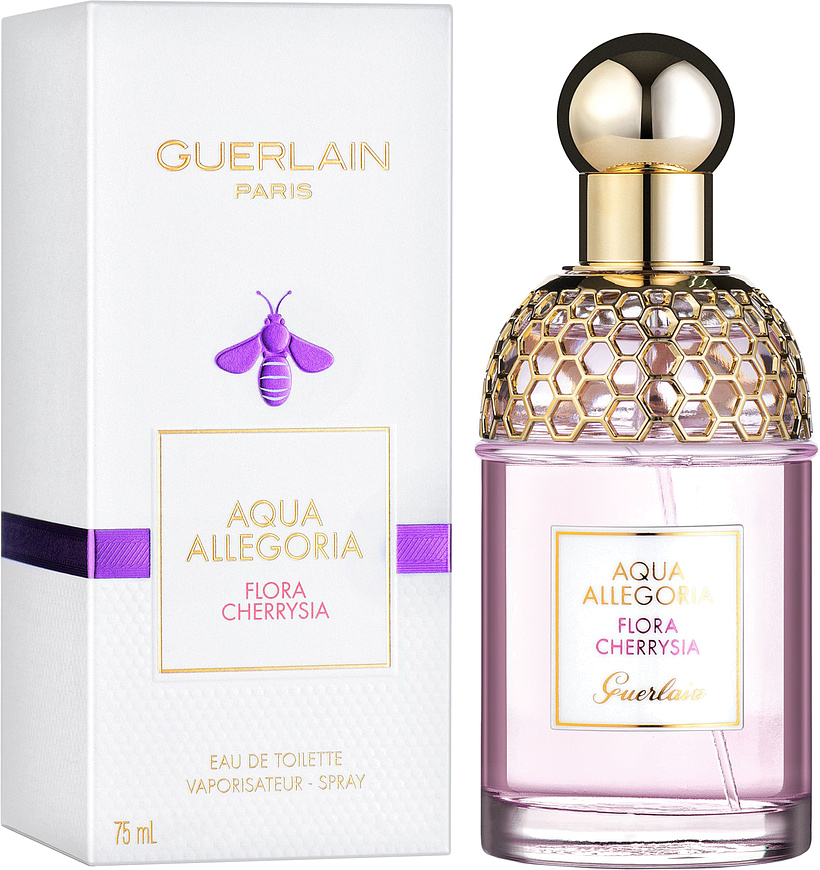 GUERLAIN
PARIS
AQUA
ALLEGORIA
FLORA
CHERRYSIA
EAU DE TOILETTE
VAPORISATEUR - SPRAY
75 mL
AQUA
ALLEGORIA
FLORA
CHERRYSIA
Guerlain